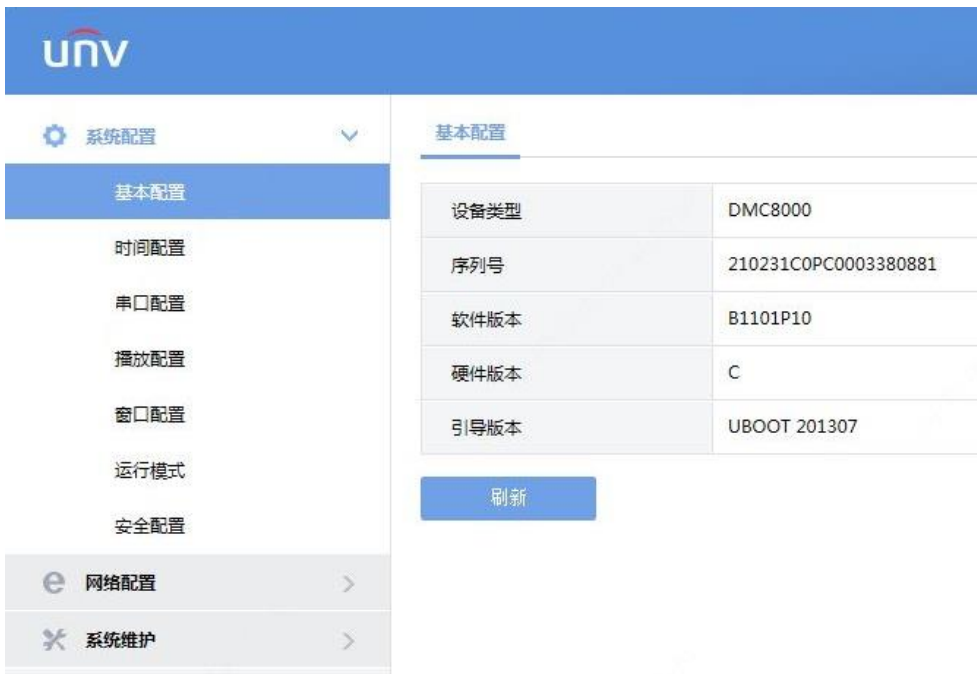 unv
系统配置
基本配置
时间配置
串口配置
播放配置
窗口配置
运行模式
安全配置
网络配置
系统维护
基本配置
设备类型 DMC8000
序列号 210231C0PC0003380881
软件版本 B1101P10
硬件版本 C
引导版本 UBOOT 201307
刷新